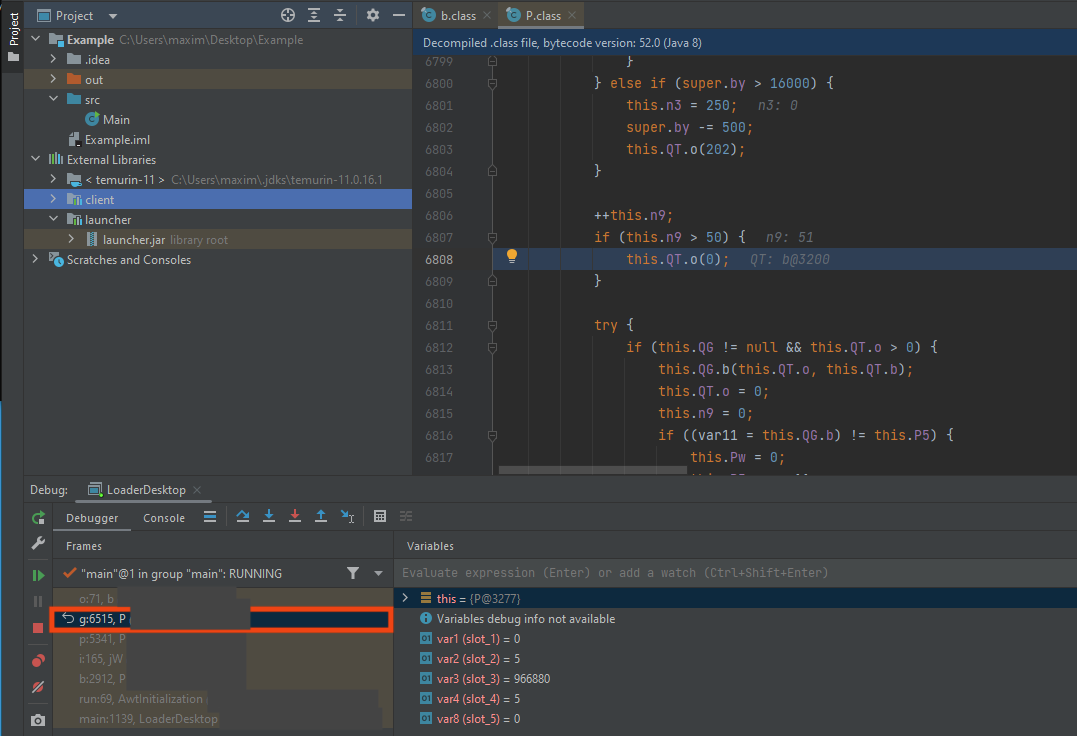 Project
Project
Example C:\Users\maxim\Desktop\Example
.idea
out
src
Main
Example.iml
External Libraries
< temurin-11 > C:\Users\maxim\.jdks\temurin-11.0.16.1
client
launcher
launcher.jar library root
Scratches and Consoles
b.class
P.class
Decompiled .class file, bytecode version: 52.0 (Java 8)
6799 }
6800 } else if (super.by > 16000) {
6801 this.n3 = 250; n3: 0
6802 super.by -= 500;
6803 this.QT.o(202);
6804 }
6805
6806 ++this.n9;
6807 if (this.n9 > 50) { n9: 51
6808 this.QT.o(0); QT: b@3200
6809 }
6810
6811 try {
6812 if (this.QG != null && this.QT.o > 0) {
6813 this.QG.b(this.QT.o, this.QT.b);
6814 this.QT.o = 0;
6815 this.n9 = 0;
6816 if ((var11 = this.QG.b) != this.P5) {
6817 this.Pw = 0;
Debug: LoaderDesktop
Debugger Console
Frames
"main"@1 in group "main": RUNNING
o:71, b
g:6515, P
p:5341, P
i:165, jW
b:2912, P
run:69, AwtInitialization
main:1139, LoaderDesktop
Variables
Evaluate expression (Enter) or add a watch (Ctrl+Shift+Enter)
this = {P@3277}
Variables debug info not available
var1 (slot_1) = 0
var2 (slot_2) = 5
var3 (slot_3) = 966880
var4 (slot_4) = 5
var8 (slot_5) = 0